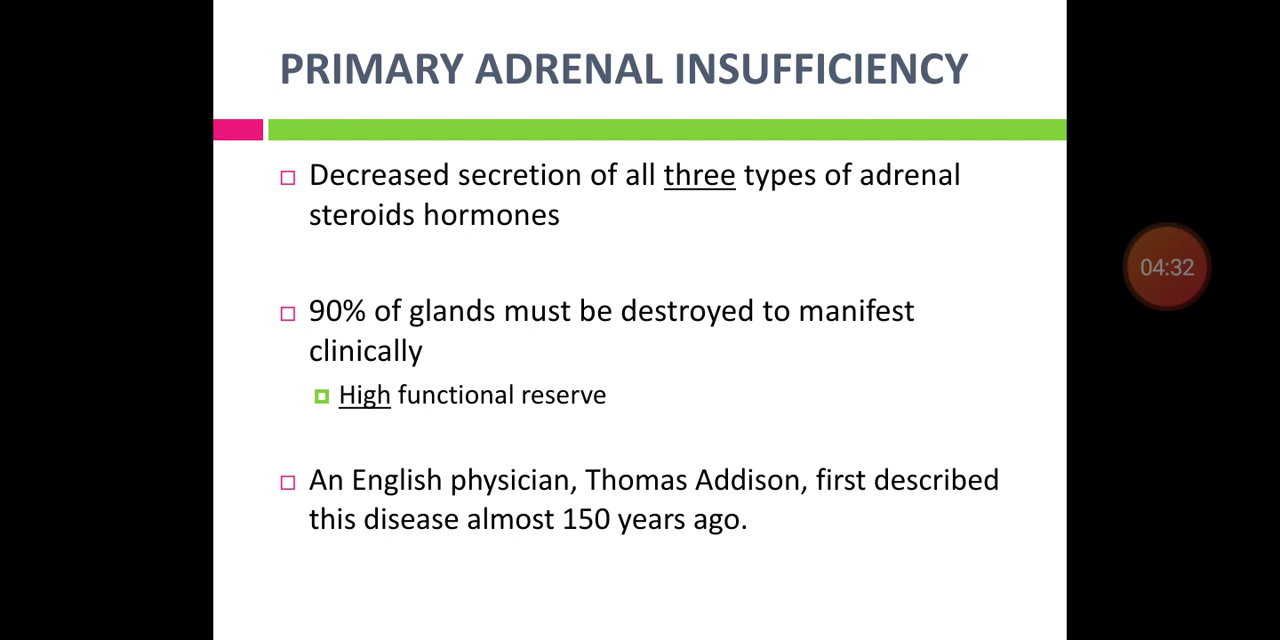 PRIMARY ADRENAL INSUFFICIENCY
Decreased secretion of all three types of adrenal
steroids hormones
90% of glands must be destroyed to manifest
clinically
High functional reserve
An English physician, Thomas Addison, first described
this disease almost 150 years ago.
04:32